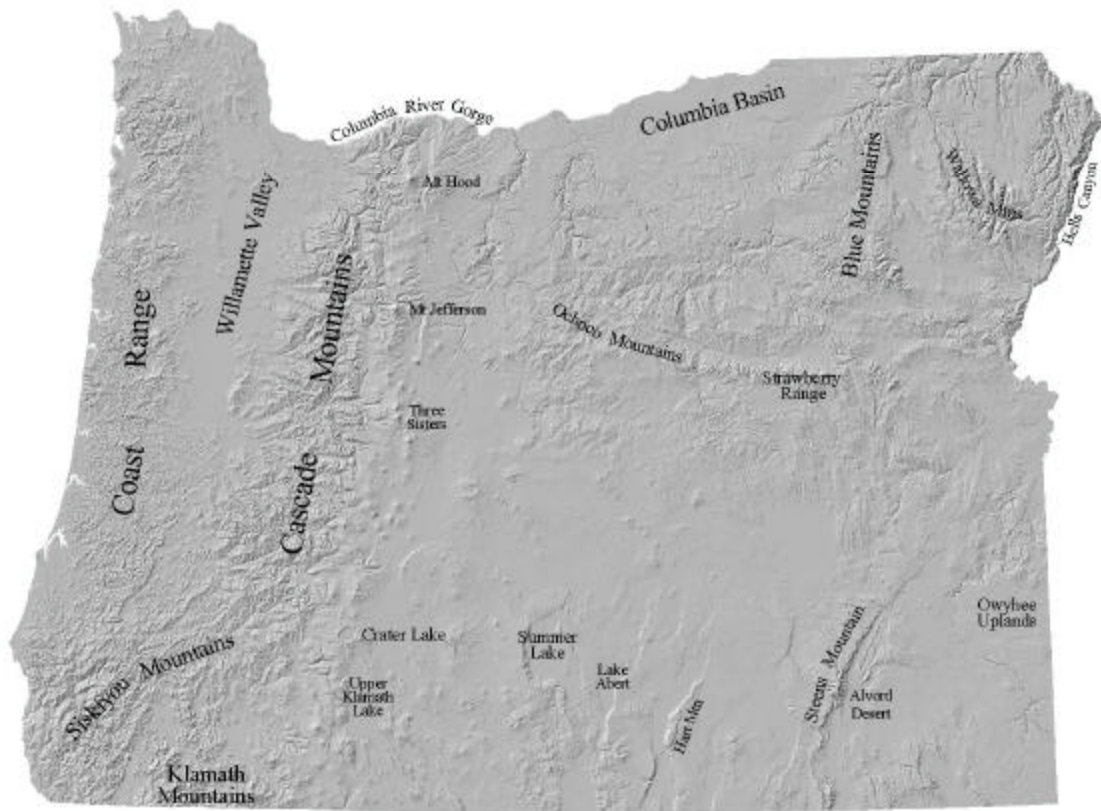 Columbia River Gorge
Columbia Basin
Mt Hood
Wallowa Mtns
Hells Canyon
Willamette Valley
Blue Mountains
Coast Range
Cascade Mountains
Mt Jefferson
Ochoco Mountains
Strawberry
Range
Three
Sisters
Owyhee
Uplands
Crater Lake
Summer
Lake
Siskiyou Mountains
Upper
Klamath
Lake
Lake
Abert
Hart Mtn
Steens Mountain
Alvord
Desert
Klamath
Mountains